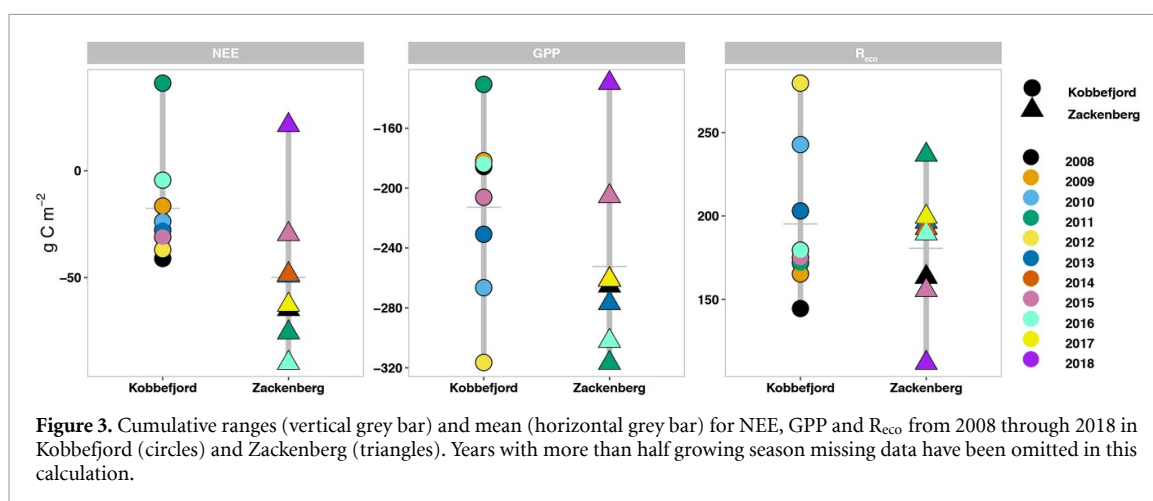 NEE
GPP
Reco
g C m−2
0
−50
−160
−200
−240
−280
−320
250
200
150
Kobbefjord
Zackenberg
Kobbefjord
Zackenberg
Kobbefjord
Zackenberg
Kobbefjord
Zackenberg
2008
2009
2010
2011
2012
2013
2014
2015
2016
2017
2018
Figure 3. Cumulative ranges (vertical grey bar) and mean (horizontal grey bar) for NEE, GPP and Reco from 2008 through 2018 in
Kobbefjord (circles) and Zackenberg (triangles). Years with more than half growing season missing data have been omitted in this
calculation.